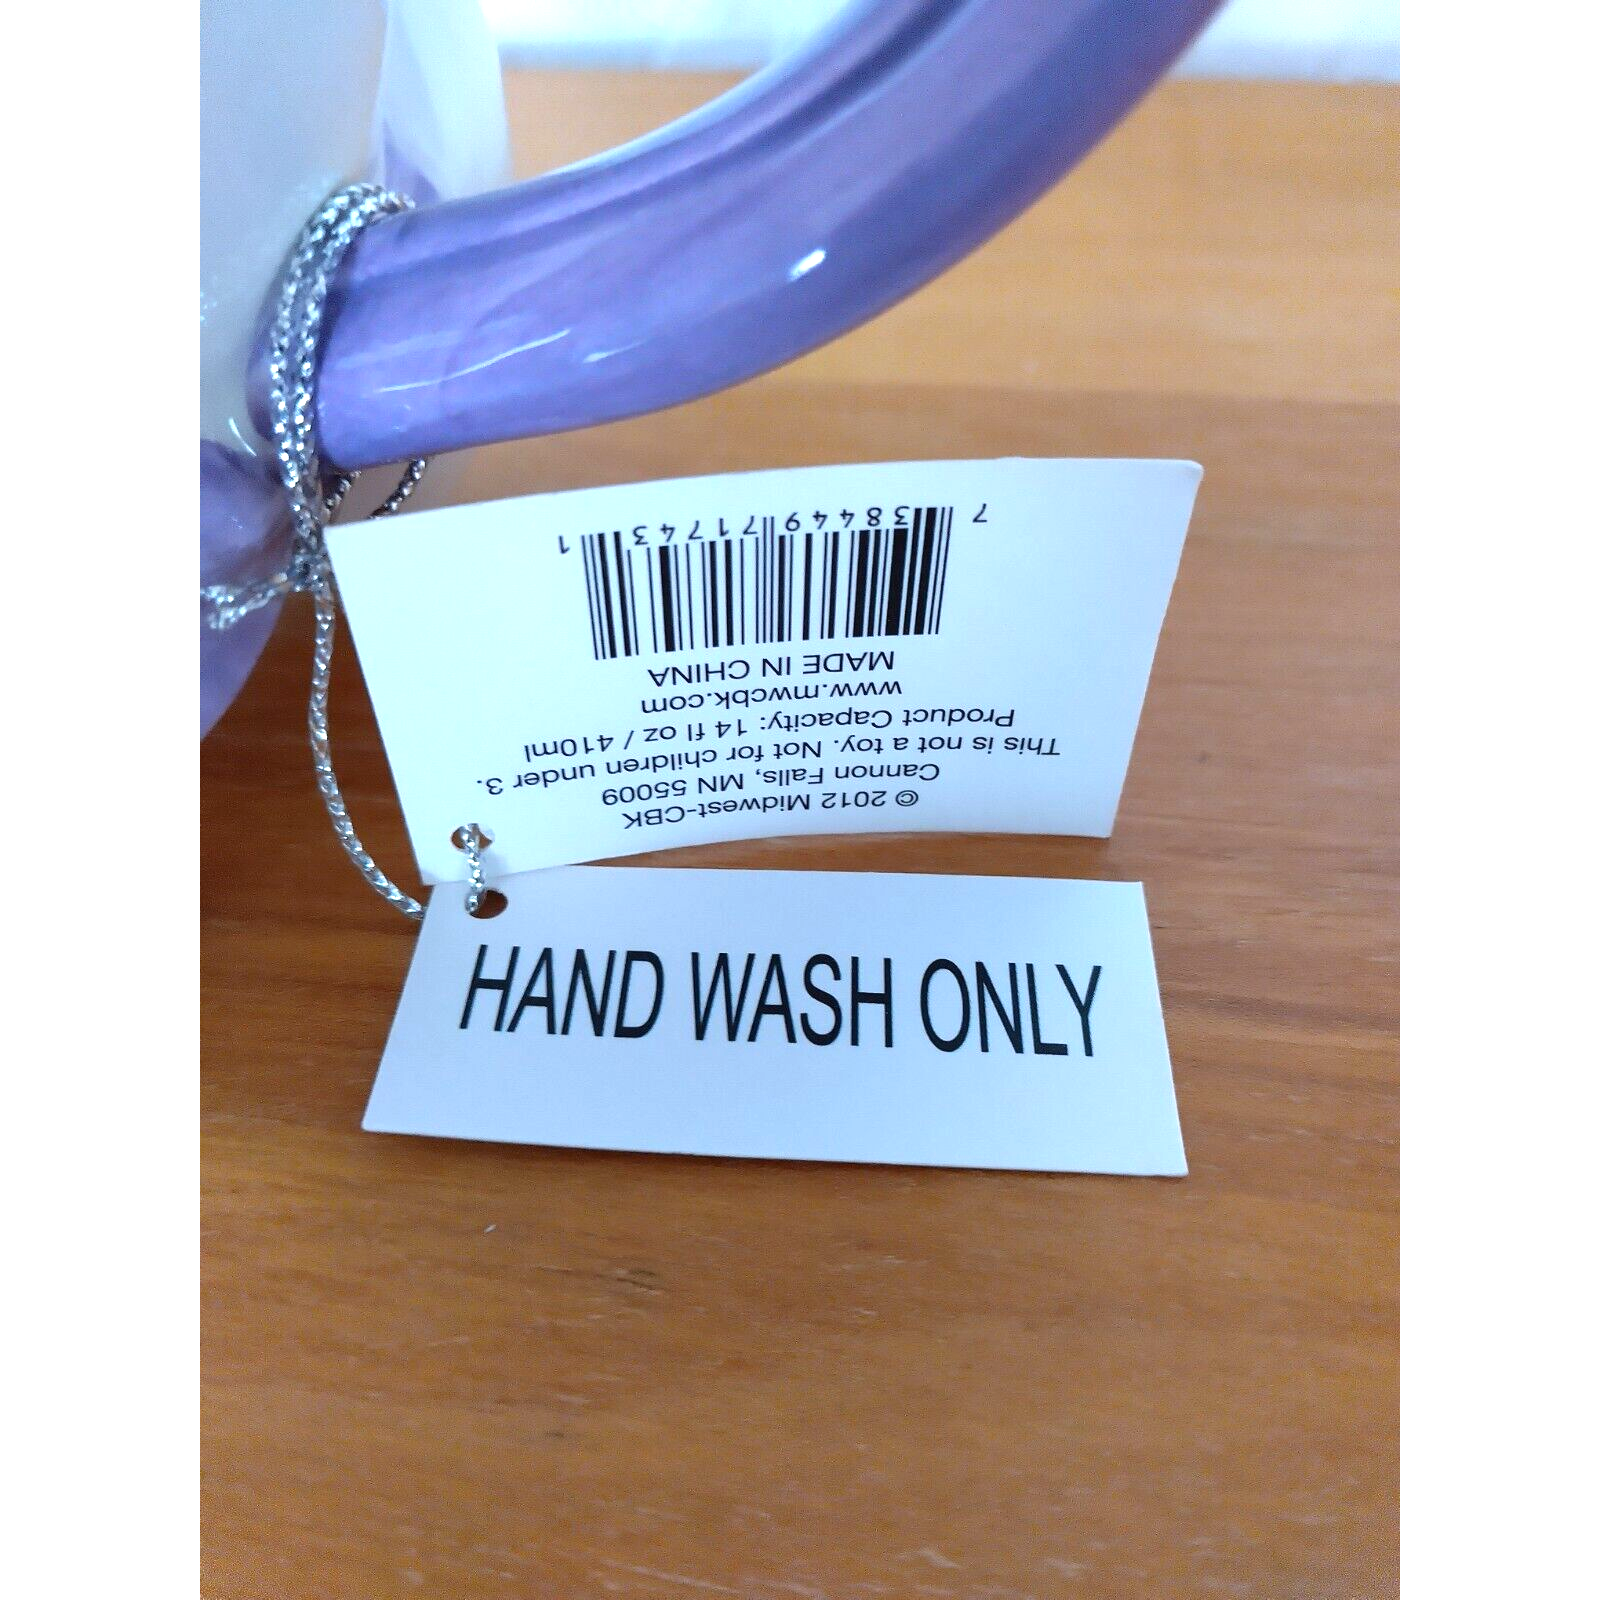 © 2012 Midwest-CBK
Cannon Falls, MN 55009
This is not a toy. Not for children under 3.
Product Capacity: 14 fl oz / 410ml
www.mwcbk.com
MADE IN CHINA
7 38449 71743 1
HAND WASH ONLY